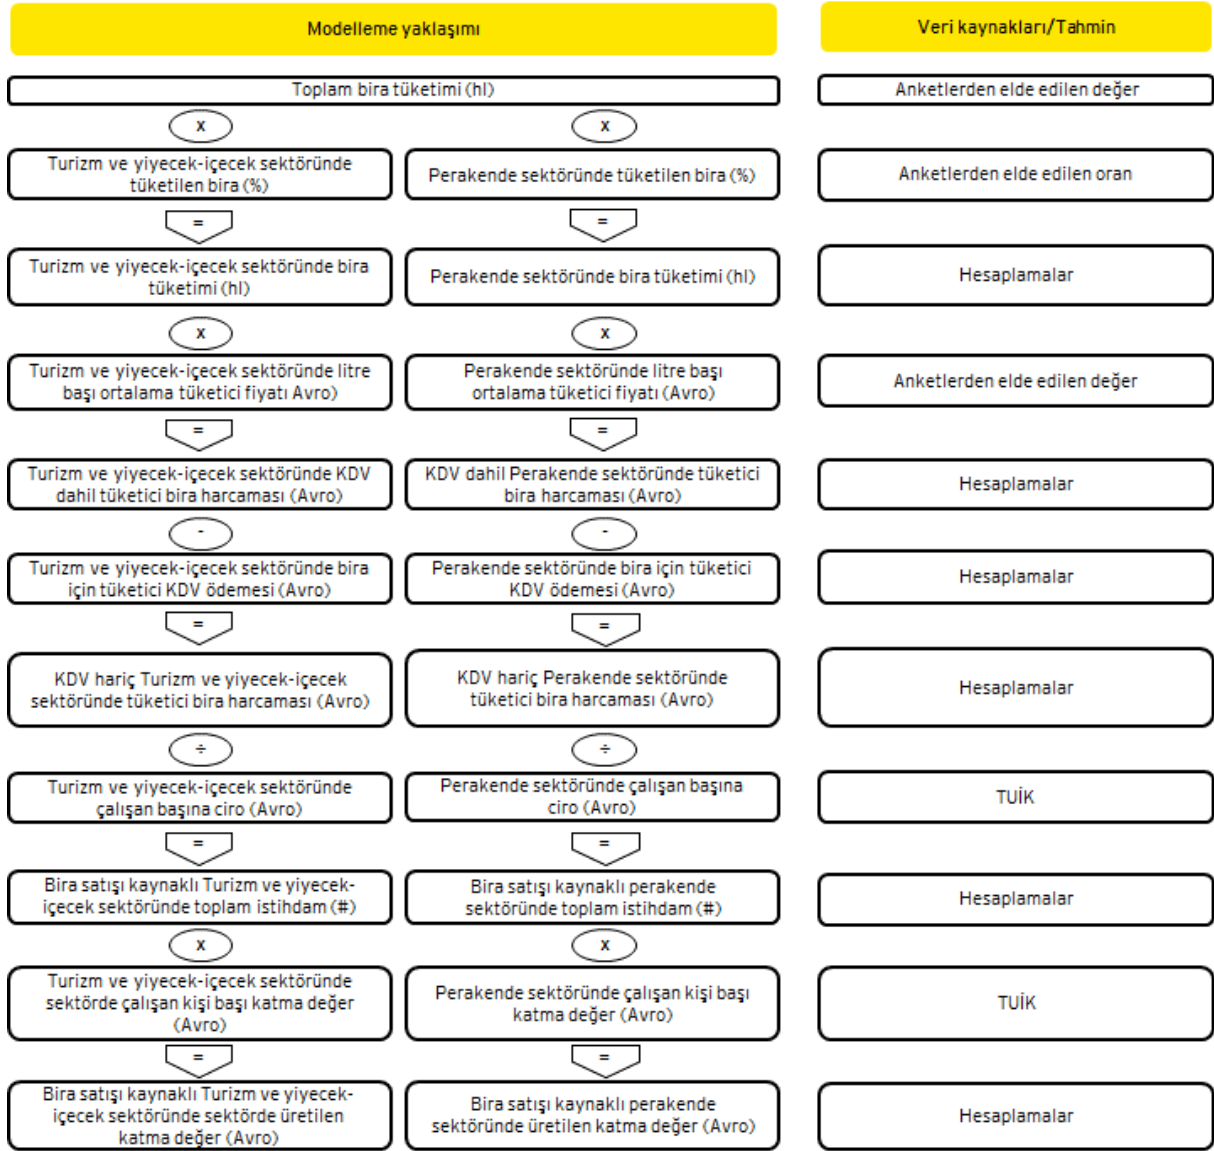 Modelleme yaklaşımı
Veri kaynakları/Tahmin
Toplam bira tüketimi (hl)
Anketlerden elde edilen değer
x
x
Turizm ve yiyecek-içecek sektöründe
tüketilen bira (%)
Perakende sektöründe tüketilen bira (%)
Anketlerden elde edilen oran
=
=
Turizm ve yiyecek-içecek sektöründe bira
tüketimi (hl)
Perakende sektöründe bira tüketimi (hl)
Hesaplamalar
x
x
Turizm ve yiyecek-içecek sektöründe litre
başı ortalama tüketici fiyatı Avro)
Perakende sektöründe litre başı
ortalama tüketici fiyatı (Avro)
Anketlerden elde edilen değer
=
=
Turizm ve yiyecek-içecek sektöründe KDV
dahil tüketici bira harcaması (Avro)
KDV dahil Perakende sektöründe tüketici
bira harcaması (Avro)
Hesaplamalar
-
-
Turizm ve yiyecek-içecek sektöründe bira
için tüketici KDV ödemesi (Avro)
Perakende sektöründe bira için tüketici
KDV ödemesi (Avro)
Hesaplamalar
=
=
KDV hariç Turizm ve yiyecek-içecek
sektöründe tüketici bira harcaması (Avro)
KDV hariç Perakende sektöründe
tüketici bira harcaması (Avro)
Hesaplamalar
÷
÷
Turizm ve yiyecek-içecek sektöründe
çalışan başına ciro (Avro)
Perakende sektöründe çalışan başına
ciro (Avro)
TUİK
=
=
Bira satışı kaynaklı Turizm ve yiyecek-
içecek sektöründe toplam istihdam (#)
Bira satışı kaynaklı perakende
sektöründe toplam istihdam (#)
Hesaplamalar
x
x
Turizm ve yiyecek-içecek sektöründe
sektörde çalışan kişi başı katma değer
(Avro)
Perakende sektöründe çalışan kişi başı
katma değer (Avro)
TUİK
=
=
Bira satışı kaynaklı Turizm ve yiyecek-
içecek sektöründe sektörde üretilen
katma değer (Avro)
Bira satışı kaynaklı perakende
sektöründe üretilen katma değer (Avro)
Hesaplamalar